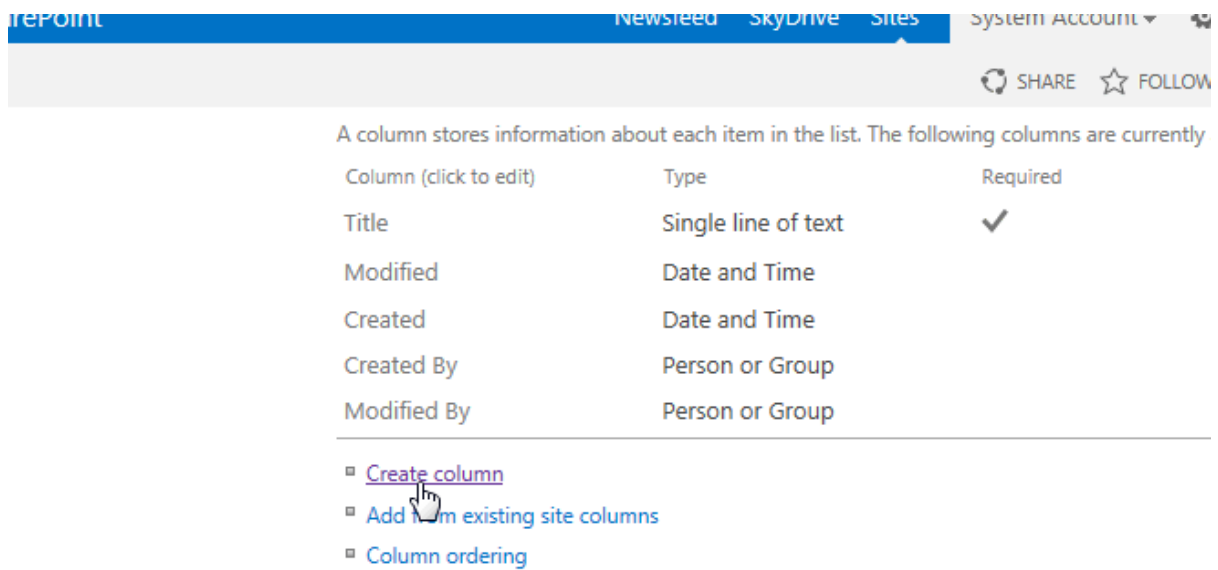 rePoint Newsfeed SkyDrive Sites System Account
SHARE FOLLOW
A column stores information about each item in the list. The following columns are currently
Column (click to edit) Type Required
Title Single line of text
Modified Date and Time
Created Date and Time
Created By Person or Group
Modified By Person or Group
Create column
Add from existing site columns
Column ordering